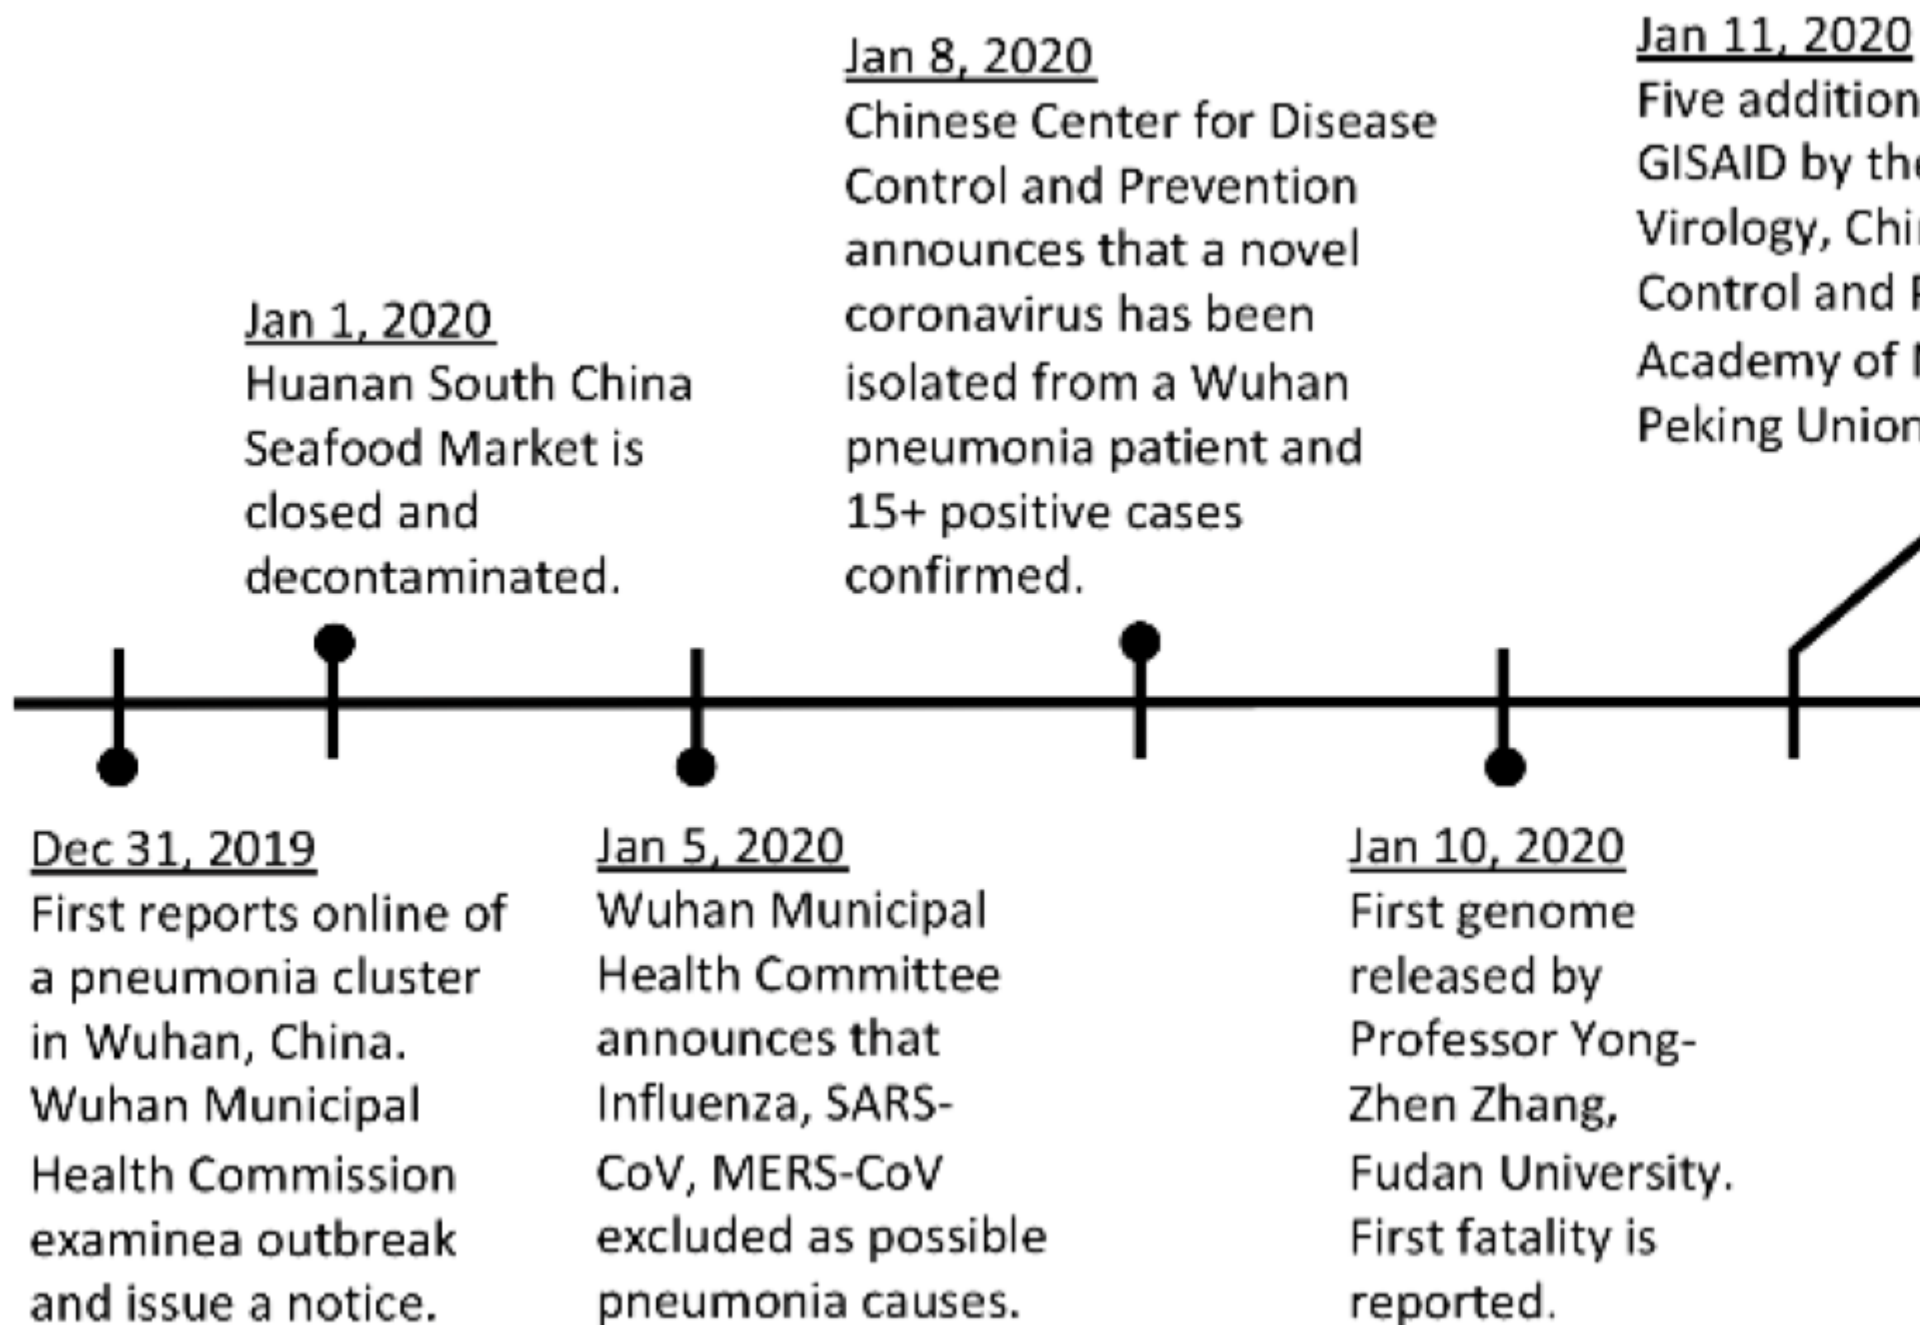 Jan 1, 2020
Huanan South China
Seafood Market is
closed and
decontaminated.
Jan 8, 2020
Chinese Center for Disease
Control and Prevention
announces that a novel
coronavirus has been
isolated from a Wuhan
pneumonia patient and
15+ positive cases
confirmed.
Jan 11, 2020
Five
GISAID by
Virology,
Control and
Academy of
Peking Union
Dec 31, 2019
First reports online of
a pneumonia cluster
in Wuhan, China.
Wuhan Municipal
Health Commission
examinea outbreak
and issue a notice.
Jan 5, 2020
Wuhan Municipal
Health Committee
announces that
Influenza, SARS-
CoV, MERS-CoV
excluded as possible
pneumonia causes.
Jan 10, 2020
First genome
released by
Professor Yong-
Zhen Zhang,
Fudan University.
First fatality is
reported.